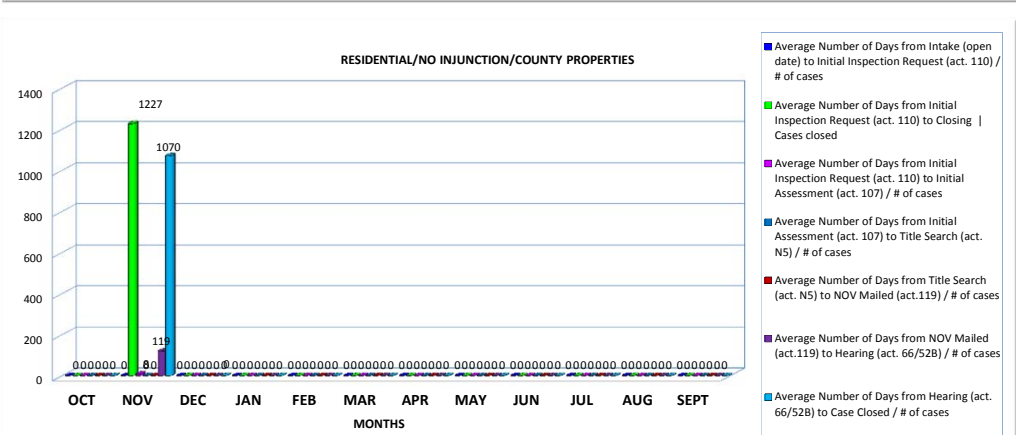 RESIDENTIAL/NO INJUNCTION/COUNTY PROPERTIES
1400
1200
1000
800
600
400
200
0
1227
1070
119
0000000
8
0000000
0000000
0000000
0000000
0000000
0000000
0000000
0000000
0000000
0000000
OCT NOV DEC JAN FEB MAR APR MAY JUN JUL AUG SEPT
MONTHS
Average Number of Days from Intake (open
date) to Initial Inspection Request (act. 110) /
# of cases
Average Number of Days from Initial
Inspection Request (act. 110) to Closing |
Cases closed
Average Number of Days from Initial
Inspection Request (act. 110) to Initial
Assessment (act. 107) / # of cases
Average Number of Days from Initial
Assessment (act. 107) to Title Search (act.
N5) / # of cases
Average Number of Days from Title Search
(act. N5) to NOV Mailed (act.119) / # of cases
Average Number of Days from NOV Mailed
(act.119) to Hearing (act. 66/52B) / # of cases
Average Number of Days from Hearing (act.
66/52B) to Case Closed / # of cases